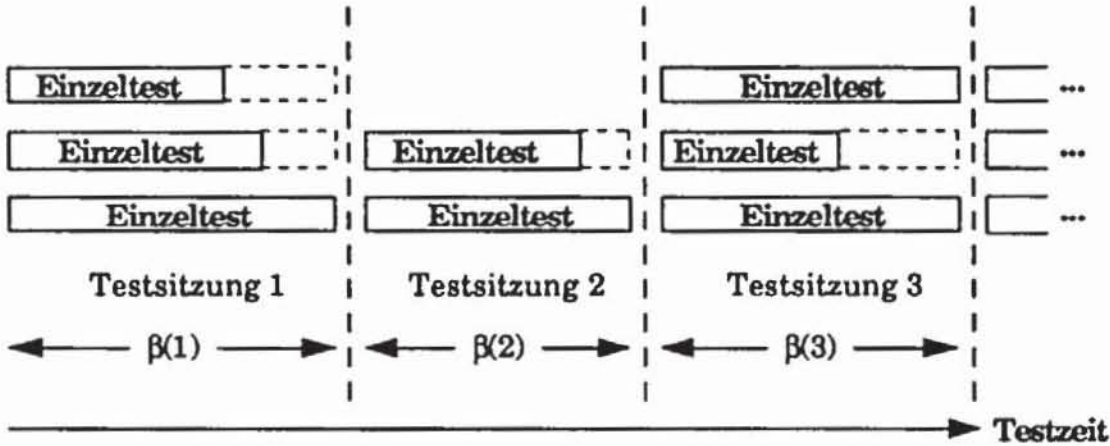 Einzeltest
Einzeltest
...
Einzeltest
Einzeltest
Einzeltest
...
Einzeltest
Einzeltest
Einzeltest
...
Testsitzung 1
Testsitzung 2
Testsitzung 3
β(1)
β(2)
β(3)
Testzeit